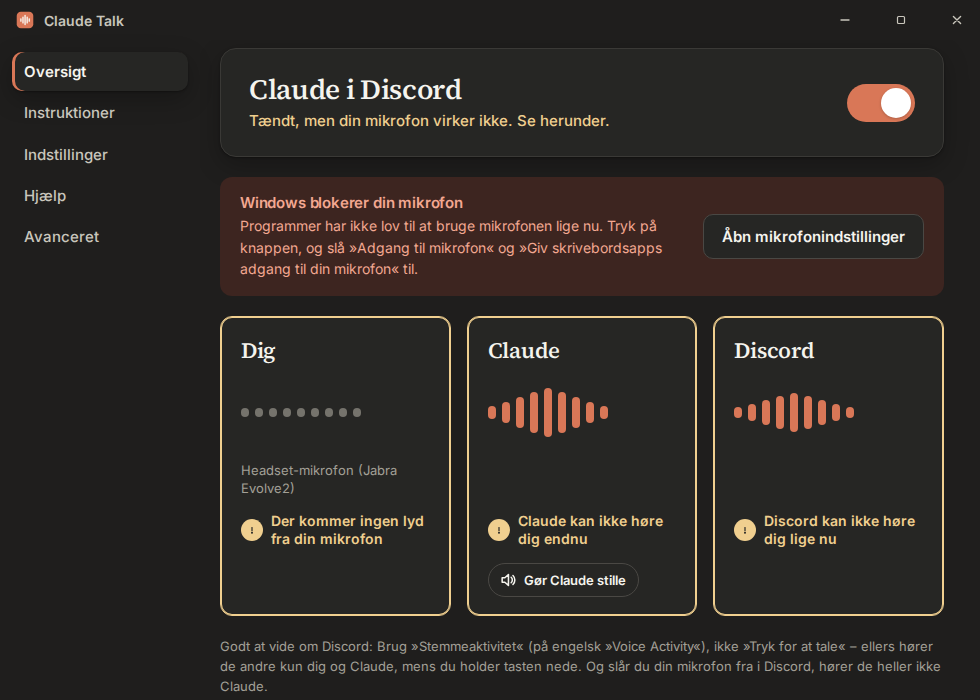 Claude Talk
Oversigt
Instruktioner
Indstillinger
Hjælp
Avanceret
Claude i Discord
Tændt, men din mikrofon virker ikke. Se herunder.
Windows blokerer din mikrofon
Programmer har ikke lov til at bruge mikrofonen lige nu. Tryk på
knappen, og slå »Adgang til mikrofon« og »Giv skrivebordsapps
adgang til din mikrofon« til.
Åbn mikrofonindstillinger
Dig
Headset-mikrofon (Jabra
Evolve2)
Der kommer ingen lyd
fra din mikrofon
Claude
Claude kan ikke høre
dig endnu
Gør Claude stille
Discord
Discord kan ikke høre
dig lige nu
Godt at vide om Discord: Brug »Stemmeaktivitet« (på engelsk »Voice Activity«), ikke »Tryk for at tale« – ellers hører
de andre kun dig og Claude, mens du holder tasten nede. Og slår du din mikrofon fra i Discord, hører de heller ikke
Claude.